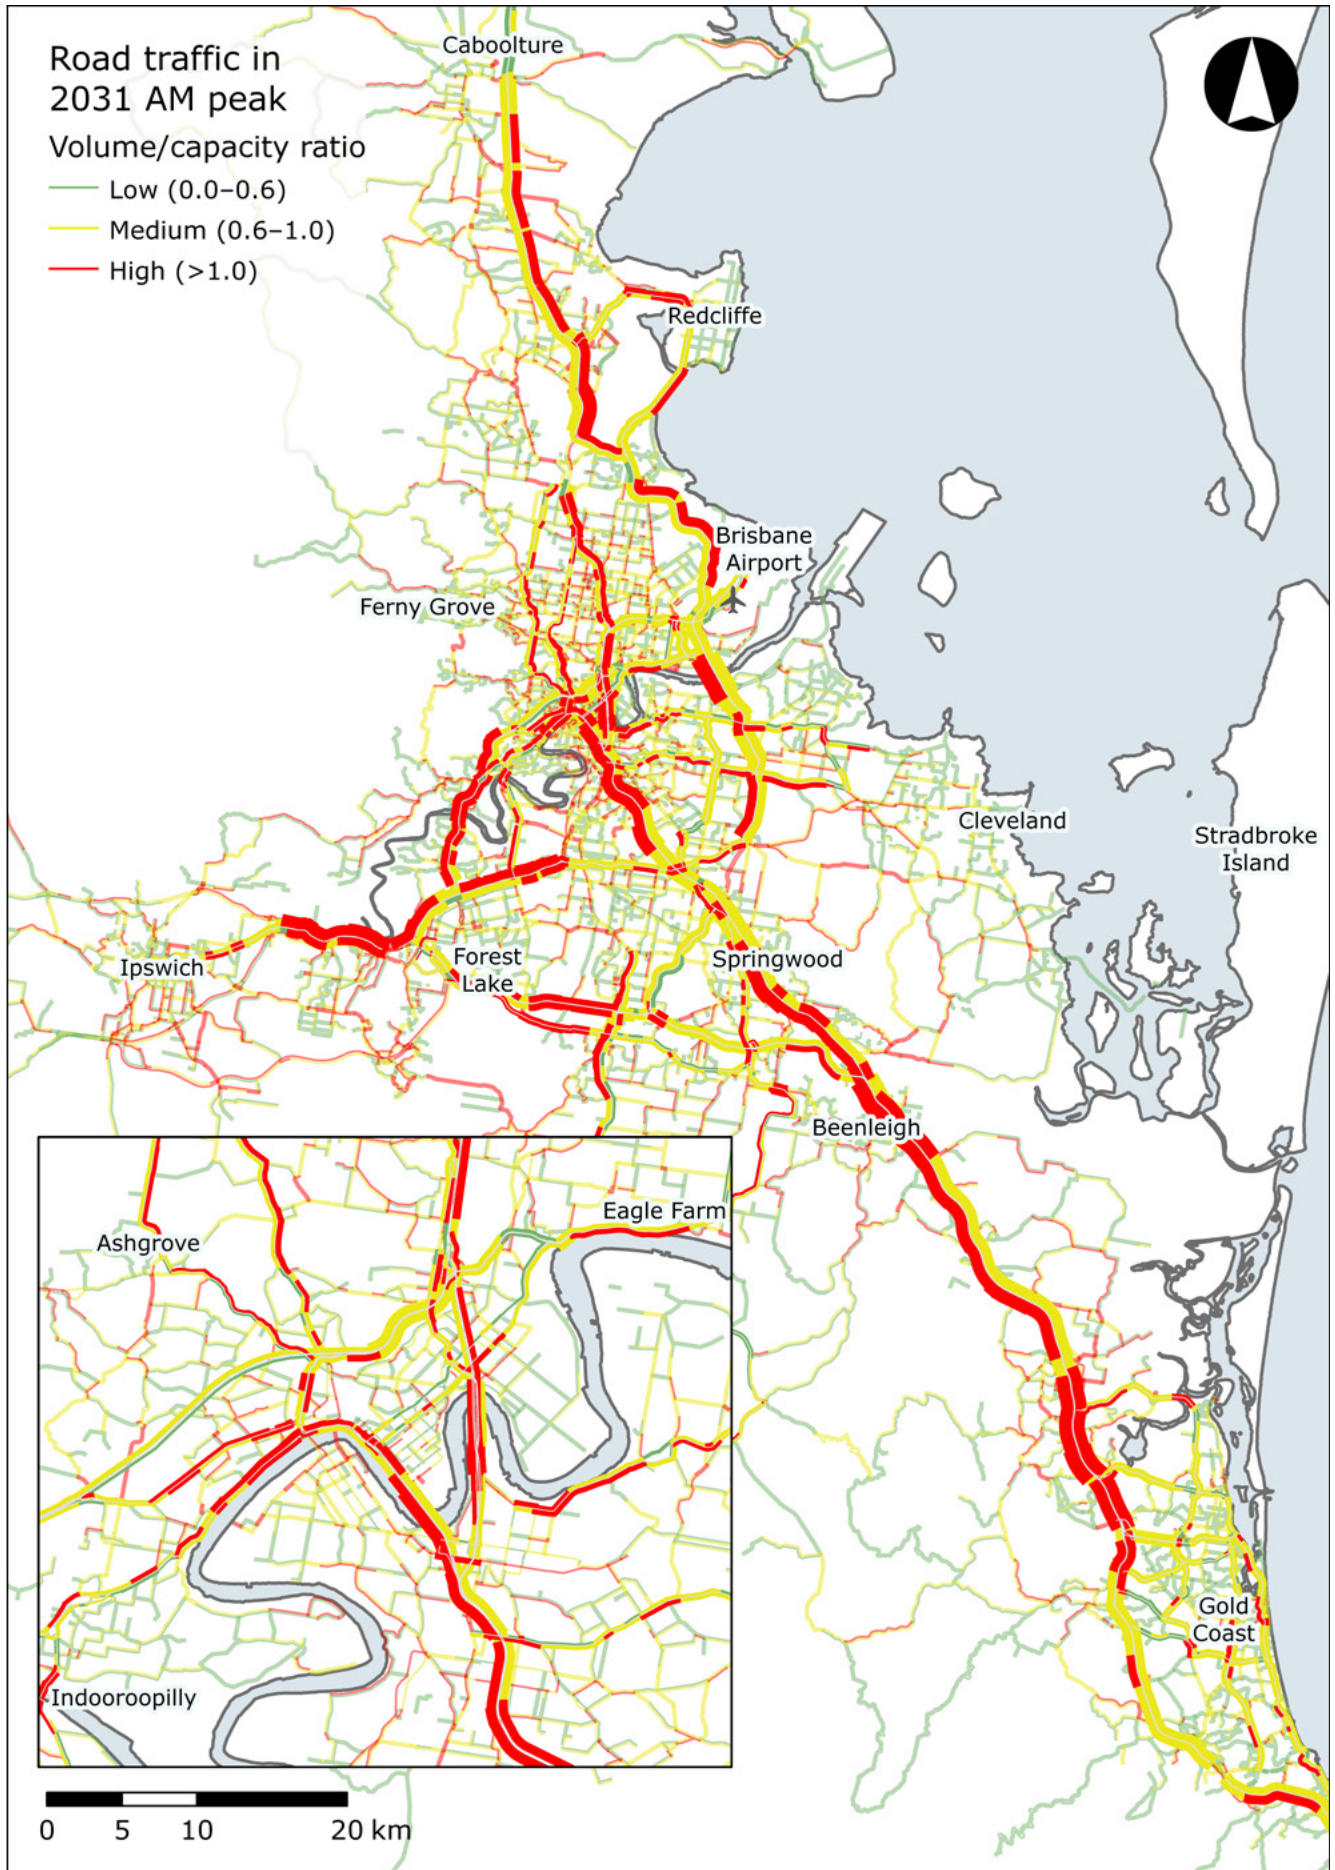 Road traffic in
2031 AM peak
Volume/capacity ratio
Low (0.0–0.6)
Medium (0.6–1.0)
High (>1.0)
Caboolture
Redcliffe
Brisbane
Airport
Ferny Grove
Cleveland
Stradbroke
Island
Ipswich
Forest
Lake
Springwood
Beenleigh
Eagle Farm
Ashgrove
Gold
Coast
Indooroopilly
0 5 10 20 km